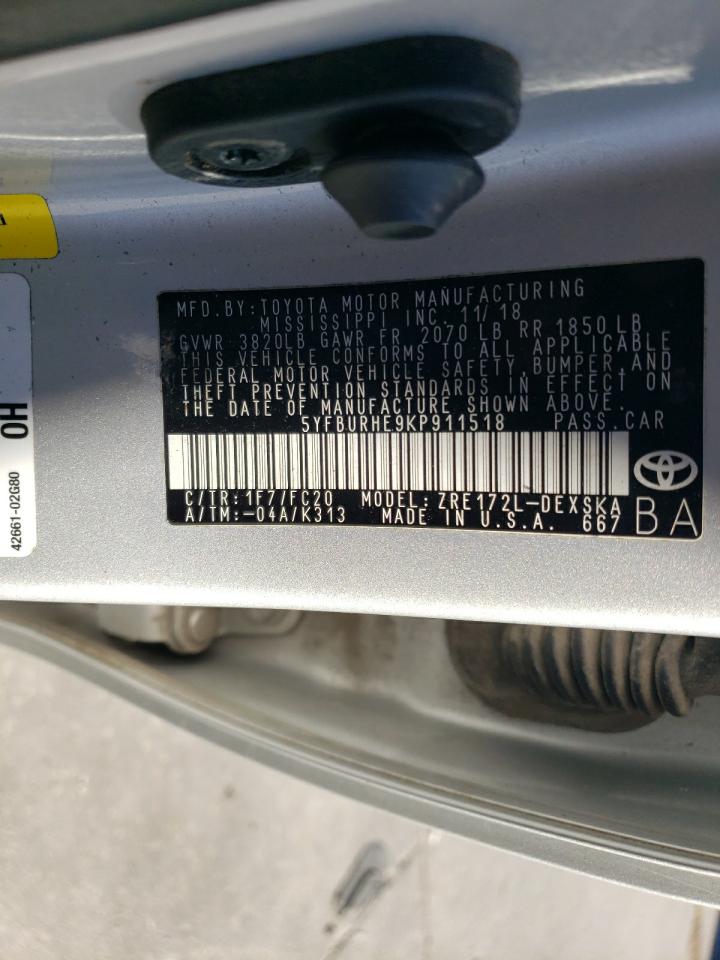 MFD.BY:TOYOTA MOTOR MANUFACTURING
MISSISSIPPI INC. 11/18
GVWR 3820LB GAWR FR 2070 LB RR 1850 LB
THIS VEHICLE CONFORMS TO ALL APPLICABLE
FEDERAL MOTOR VEHICLE SAFETY,BUMPER,AND
THEFT PREVENTION STANDARDS IN EFFECT ON
THE DATE OF MANUFACTURE SHOWN ABOVE.
5YFBURHE9KP911518 PASS.CAR
C/TR:1F7/FC20 MODEL:ZRE172L-DEXSKA
A/TM:-04A/K313 MADE IN U.S.A. 667
BA
42661-02G80